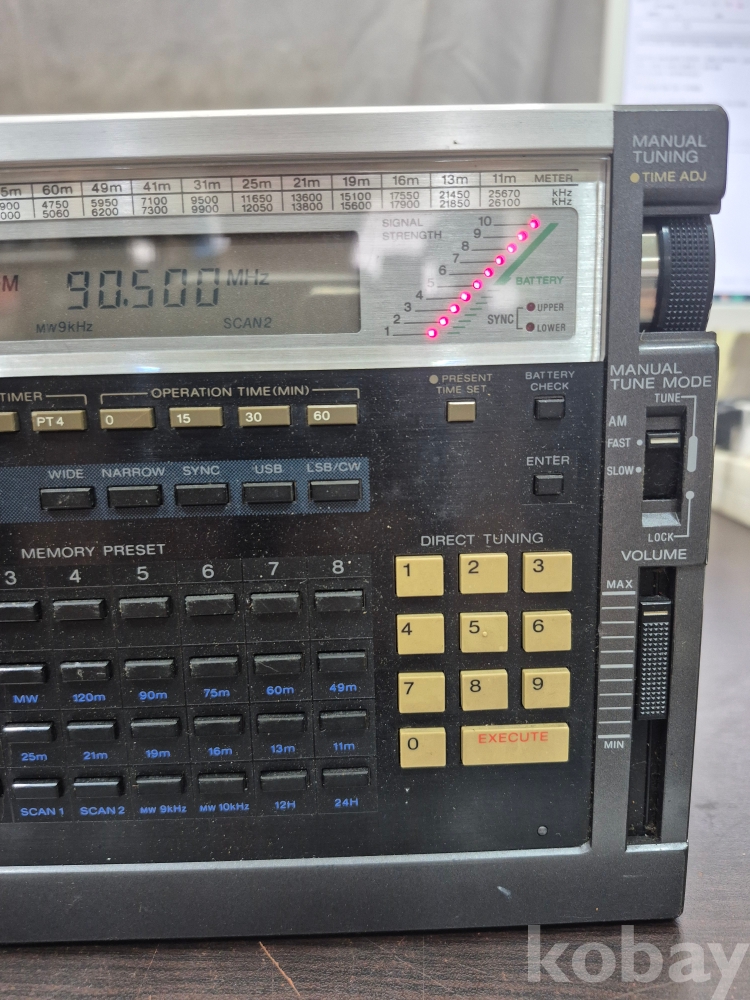 MANUAL
TUNING
TIME ADJ
60m 49m 41m 31m 25m 21m 19m 16m 13m 11m METER
4750 5950 7100 9500 11650 13600 15100 17550 21450 25670 kHz
5060 6200 7300 9900 12050 13800 15600 17900 21850 26100 kHz
SIGNAL
STRENGTH
10
9
8
7
6
5
4
3
2
1
BATTERY
SYNC
UPPER
LOWER
90.500 MHz
MW9kHz
SCAN2
TIMER
OPERATION TIME(MIN)
PT4 0 15 30 60
PRESENT
TIME SET
BATTERY
CHECK
MANUAL
TUNE MODE
TUNE
AM
FAST
SLOW
LOCK
WIDE NARROW SYNC USB LSB/CW
ENTER
MEMORY PRESET
3 4 5 6 7 8
MW 120m 90m 75m 60m 49m
25m 21m 19m 16m 13m 11m
SCAN 1 SCAN 2 MW 9kHz MW 10kHz 12H 24H
DIRECT TUNING
1 2 3
4 5 6
7 8 9
0 EXECUTE
VOLUME
MAX
MIN
kobay